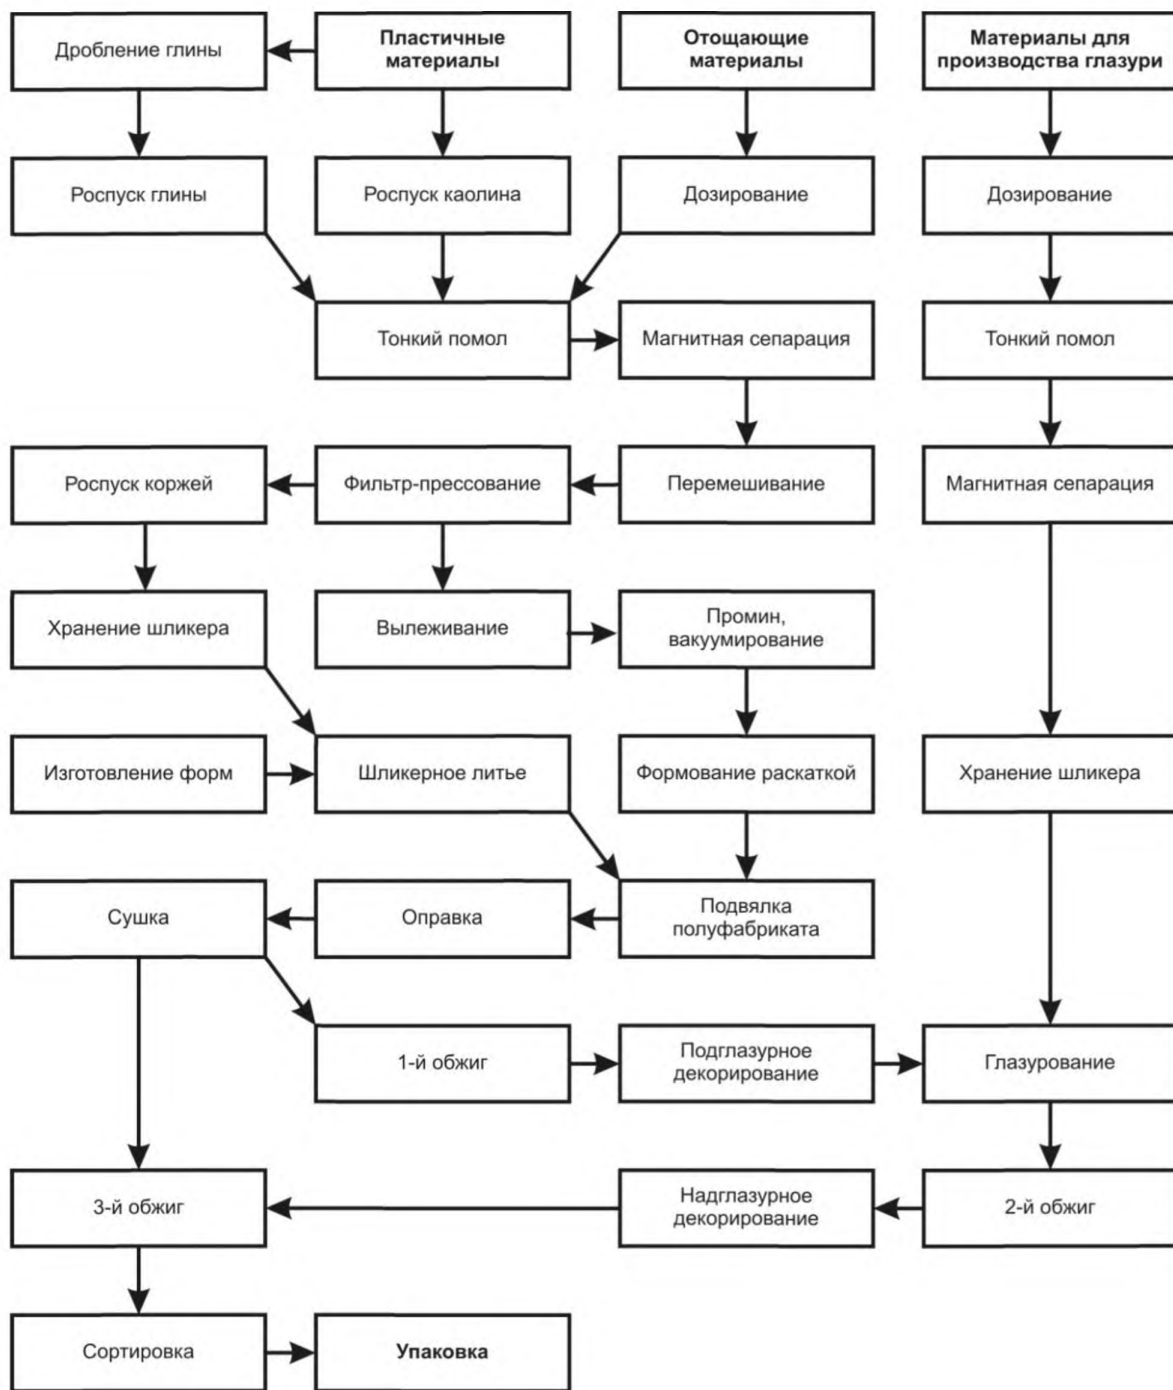 Дробление глины
Пластичные
материалы
Отощающие
материалы
Материалы для
производства глазури
Роспуск глины
Роспуск каолина
Дозирование
Дозирование
Тонкий помол
Магнитная сепарация
Тонкий помол
Роспуск коржей
Фильтр-прессование
Перемешивание
Магнитная сепарация
Хранение шликера
Вылеживание
Промин,
вакуумирование
Изготовление форм
Шликерное литье
Формование раскаткой
Хранение шликера
Сушка
Оправка
Подвялка
полуфабриката
1-й обжиг
Подглазурное
декорирование
Глазурование
3-й обжиг
Надглазурное
декорирование
2-й обжиг
Сортировка
Упаковка